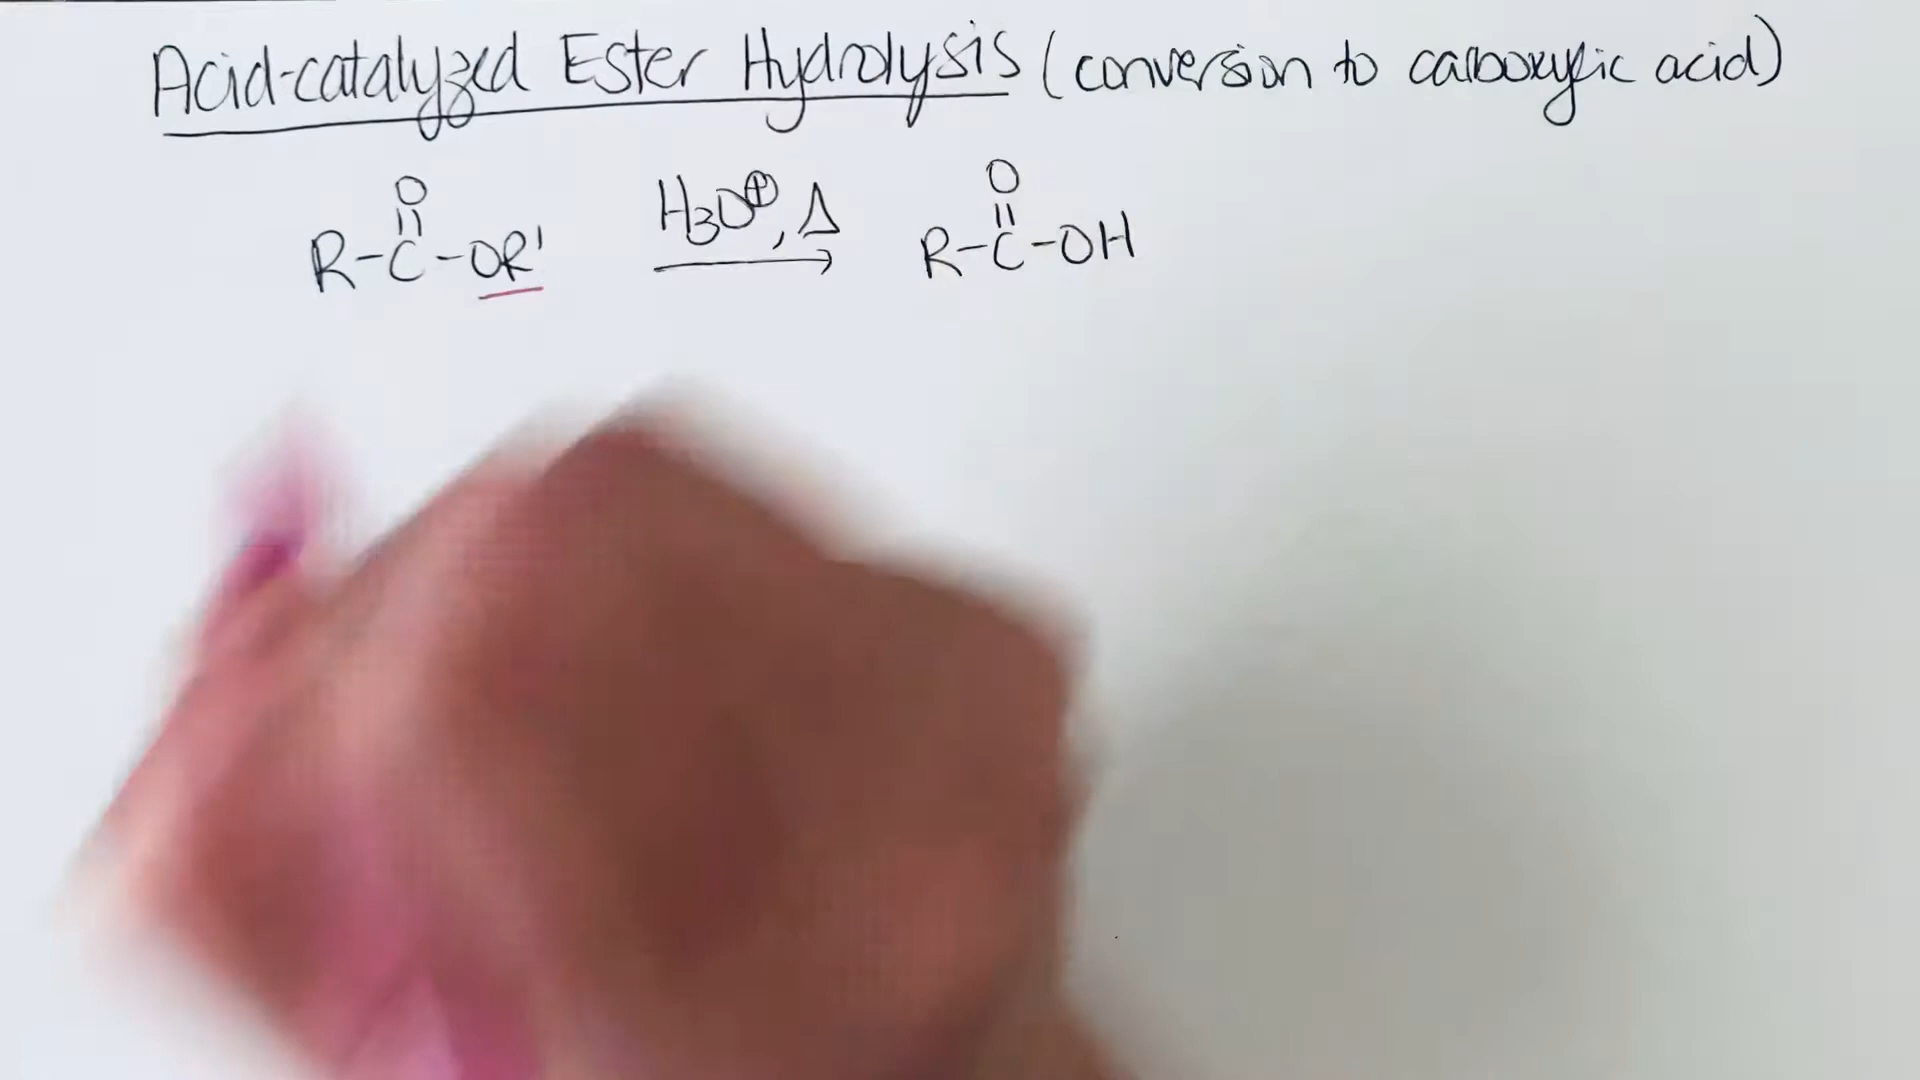 Acid-catalyzed Ester Hydrolysis (conversion to carboxylic acid)
O O
|| H3O⊕, Δ ||
R-C-OR' → R-C-OH